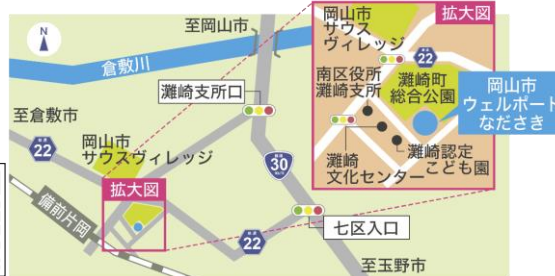 N
至岡山市
倉敷川
灘崎支所口
至倉敷市
22
岡山市
サウスヴィレッジ
30
拡大図
備前片岡
22
七区入口
至玉野市
拡大図
岡山市
サウス
ヴィレッジ
22
南区役所
灘崎支所
灘崎町
総合公園
岡山市
ウェルポート
なださき
灘崎
文化センター
灘崎認定
こども園